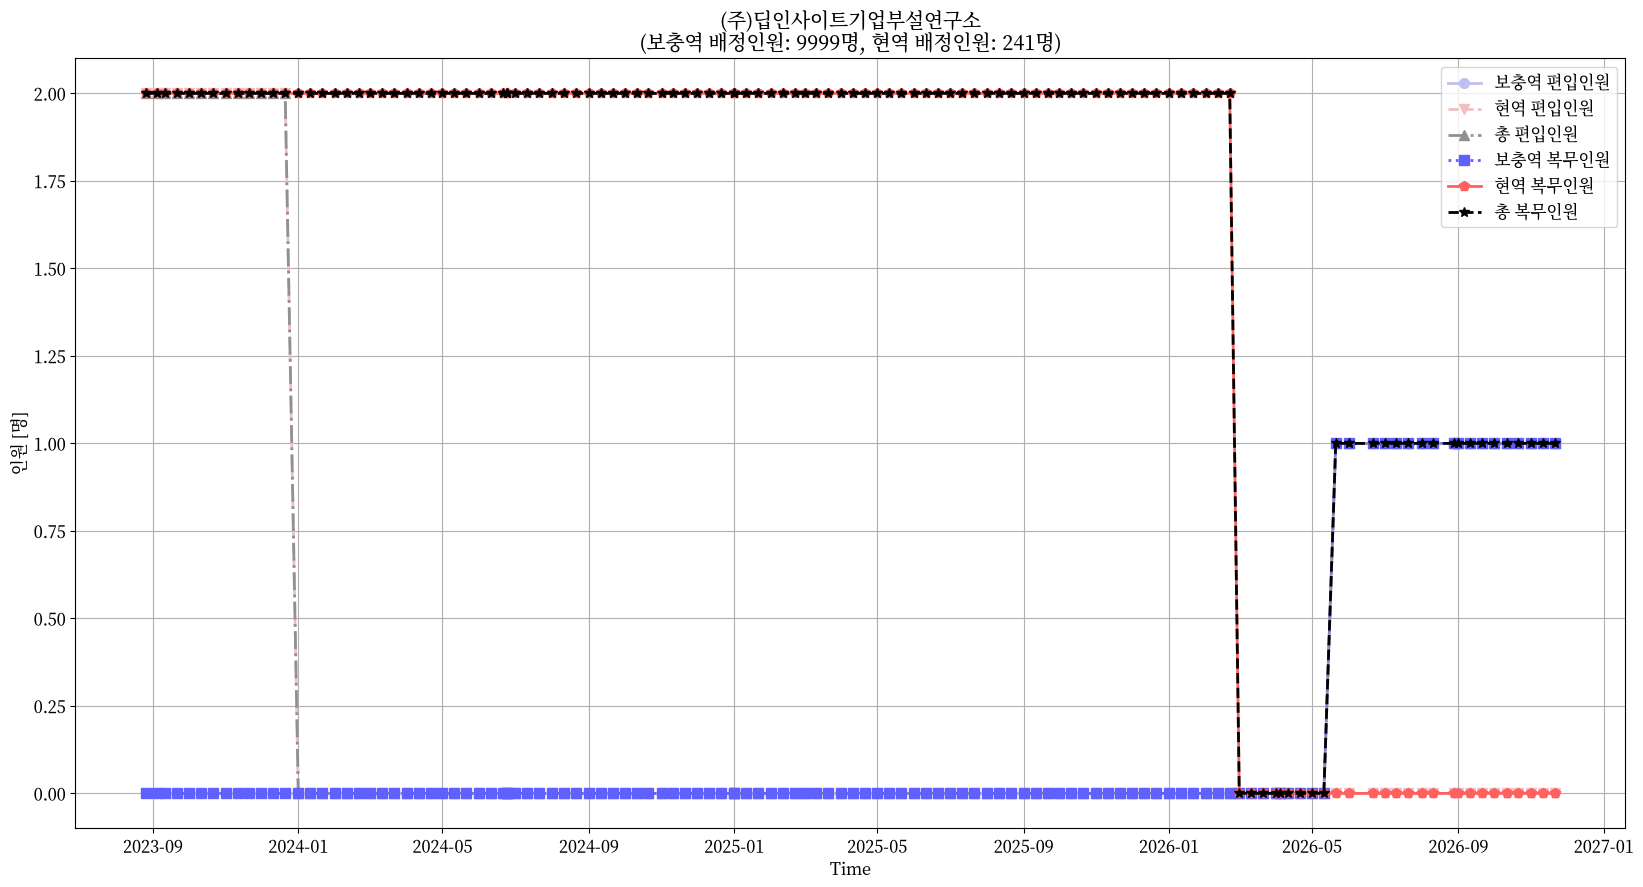 (주)딥인사이트기업부설연구소
(보충역 배정인원: 9999명, 현역 배정인원: 241명)
보충역 편입인원
현역 편입인원
총 편입인원
보충역 복무인원
현역 복무인원
총 복무인원
인원 [명]
2.00
1.75
1.50
1.25
1.00
0.75
0.50
0.25
0.00
2023-09
2024-01
2024-05
2024-09
2025-01
2025-05
2025-09
2026-01
2026-05
2026-09
2027-01
Time